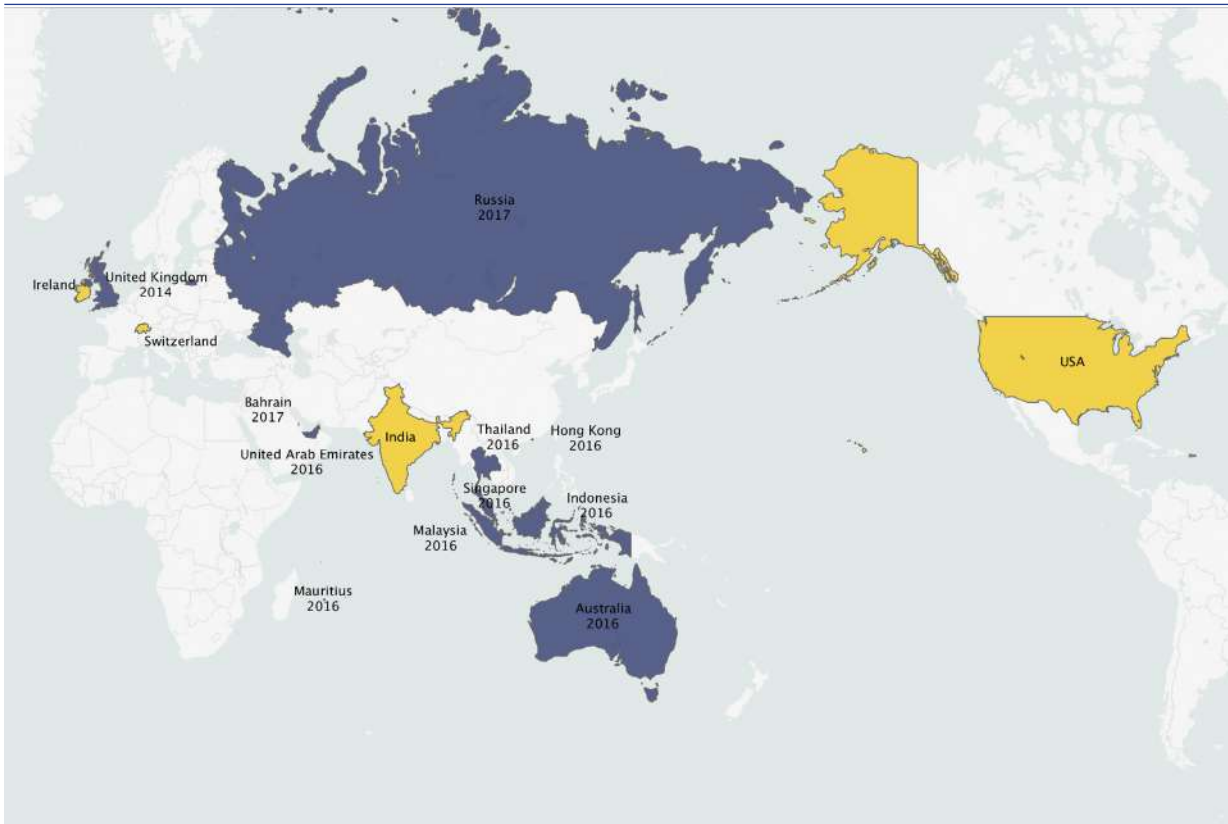 Russia
2017
Ireland
United Kingdom
2014
Switzerland
USA
Bahrain
2017
India
Thailand
2016
Hong Kong
2016
United Arab Emirates
2016
Singapore
2016
Indonesia
2016
Malaysia
2016
Mauritius
2016
Australia
2016